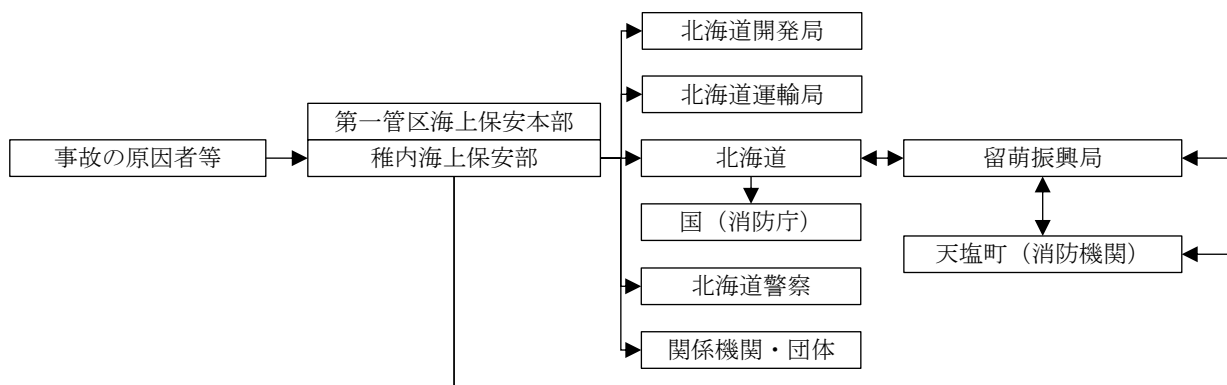 北海道開発局
北海道運輸局
第一管区海上保安本部
事故の原因者等
稚内海上保安部
北海道
留萌振興局
国（消防庁）
天塩町（消防機関）
北海道警察
関係機関・団体